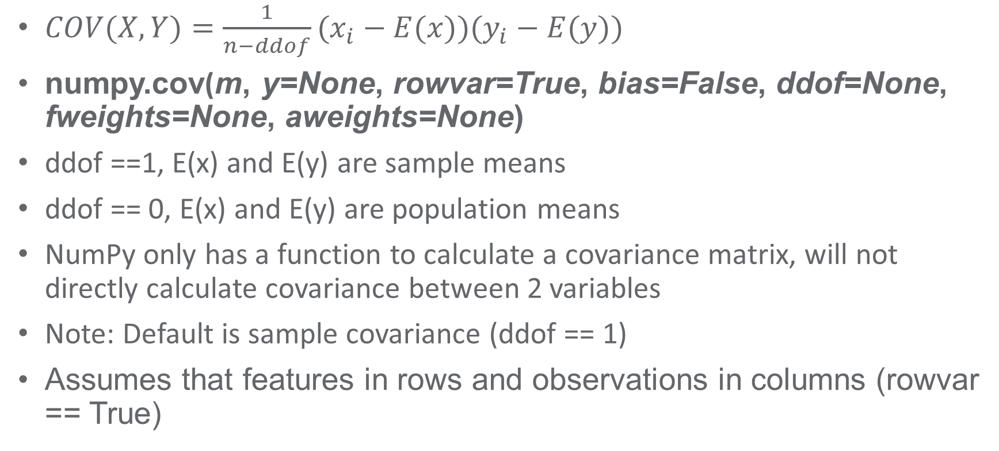 • COV(X, Y) = 1/(n−ddof) (xᵢ − E(x))(yᵢ − E(y))
• numpy.cov(m, y=None, rowvar=True, bias=False, ddof=None,
fweights=None, aweights=None)
• ddof ==1, E(x) and E(y) are sample means
• ddof == 0, E(x) and E(y) are population means
• NumPy only has a function to calculate a covariance matrix, will not
directly calculate covariance between 2 variables
• Note: Default is sample covariance (ddof == 1)
• Assumes that features in rows and observations in columns (rowvar
== True)